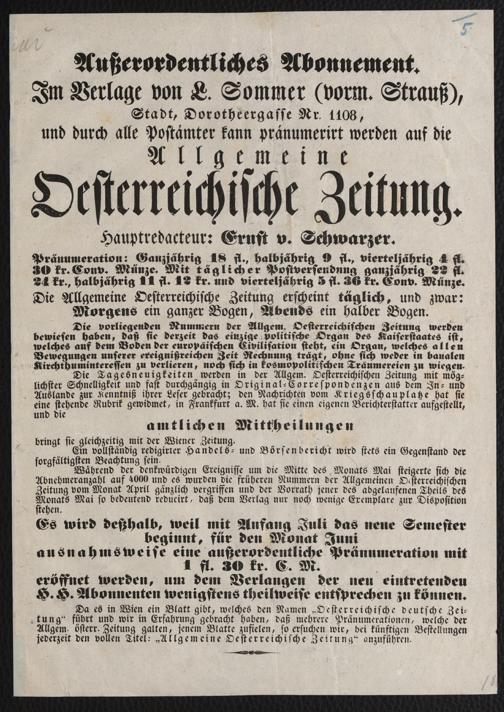 5
Außerordentliches Abonnement.
Im Verlage von L. Sommer (vorm. Strauß),
Stadt, Dorotheergasse Nr. 1108,
und durch alle Postämter kann pränumerirt werden auf die
Allgemeine
Oesterreichische Zeitung.
Hauptredacteur: Ernst v. Schwarzer.
Pränumeration: Ganzjährig 18 fl., halbjährig 9 fl., vierteljährig 4 fl.
30 kr. Conv. Münze. Mit täglicher Postversendung ganzjährig 22 fl.
24 kr., halbjährig 11 fl. 12 kr. und vierteljährig 5 fl. 36 kr. Conv. Münze.
Die Allgemeine Oesterreichische Zeitung erscheint täglich, und zwar:
Morgens ein ganzer Bogen, Abends ein halber Bogen.
Die vorliegenden Nummern der Allgem. Oesterreichischen Zeitung werden
bewiesen haben, daß sie derzeit das einzige politische Organ des Kaiserstaates ist,
welches auf dem Boden der europäischen Civilisation steht, ein Organ, welches allen
Bewegungen unserer ereignißreichen Zeit Rechnung trägt, ohne sich weder in banalen
Kirchthuminteressen zu verlieren, noch sich in kosmopolitischen Träumereien zu wiegen.
Die Tagesneuigkeiten werden in der Allgem. Oesterreichischen Zeitung mit mög-
lichster Schnelligkeit und fast durchgängig in Original-Correspondenzen aus dem In- und
Auslande zur Kenntniß ihrer Leser gebracht; den Nachrichten vom Kriegsschauplatze hat sie
eine stehende Rubrik gewidmet, in Frankfurt a. M. hat sie einen eigenen Berichterstatter aufgestellt,
und die
amtlichen Mittheilungen
bringt sie gleichzeitig mit der Wiener Zeitung.
Ein vollständig redigirter Handels- und Börsenbericht wird stets ein Gegenstand der
sorgfältigsten Beachtung sein.
Während der denkwürdigen Ereignisse um die Mitte des Monats Mai steigerte sich die
Abnehmeranzahl auf 4000 und es wurden die früheren Nummern der Allgemeinen Oesterreichischen
Zeitung vom Monat April gänzlich vergriffen und der Vorrath jener des abgelaufenen Theils des
Monats Mai so bedeutend reducirt, daß dem Verlag nur noch wenige Exemplare zur Disposition
stehen.
Es wird deßhalb, weil mit Anfang Juli das neue Semester
beginnt, für den Monat Juni
ausnahmsweise eine außerordentliche Pränumeration mit
1 fl. 30 kr. C. M.
eröffnet werden, um dem Verlangen der neu eintretenden
H. H. Abonnenten wenigstens theilweise entsprechen zu können.
Da es in Wien ein Blatt gibt, welches den Namen „Oesterreichische deutsche Zei-
tung“ führt und wir in Erfahrung gebracht haben, daß mehrere Pränumerationen, welche der
Allgem. österr. Zeitung galten, jenem Blatte zufielen, so ersuchen wir, bei künftigen Bestellungen
jederzeit den vollen Titel: „Allgemeine Oesterreichische Zeitung“ anzuführen.